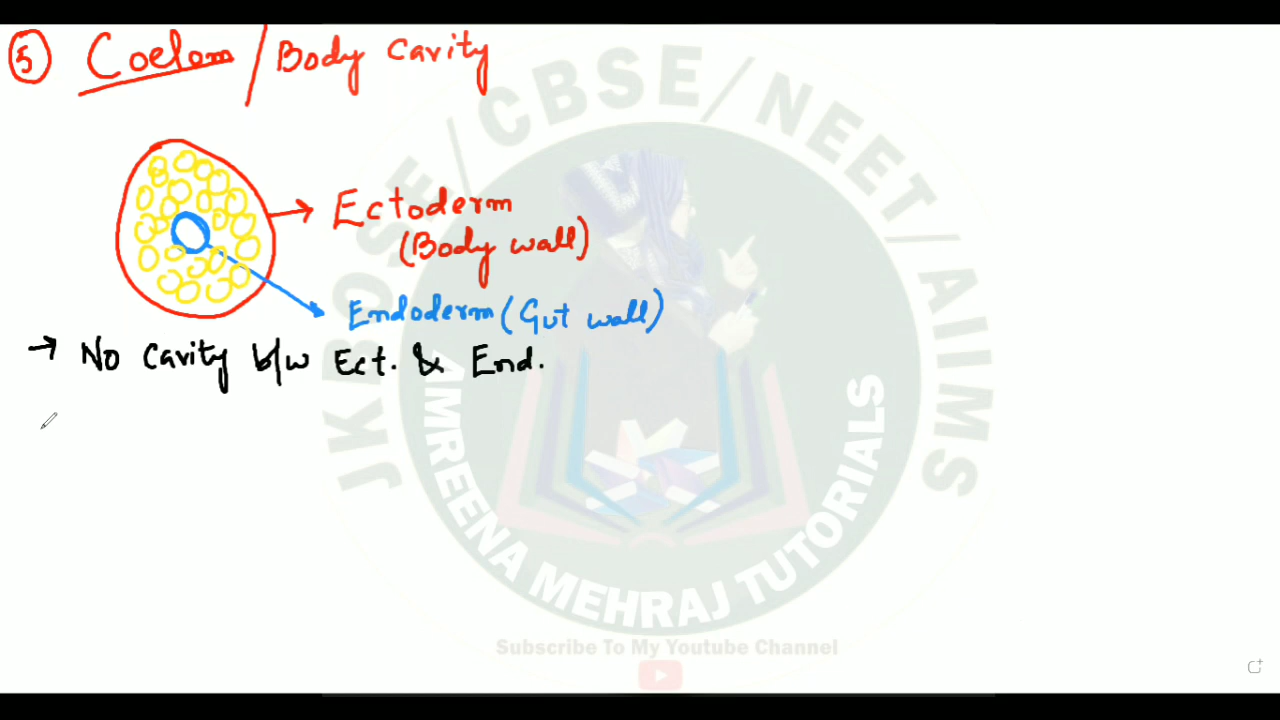 5 Coelom / Body cavity
→ Ectoderm
(Body wall)
Endoderm (Gut wall)
→ No cavity b/w Ect. & End.
JKBOSE/CBSE/NEET/AIIMS
AMREENA MEHRAJ TUTORIALS
Subscribe To My Youtube Channel